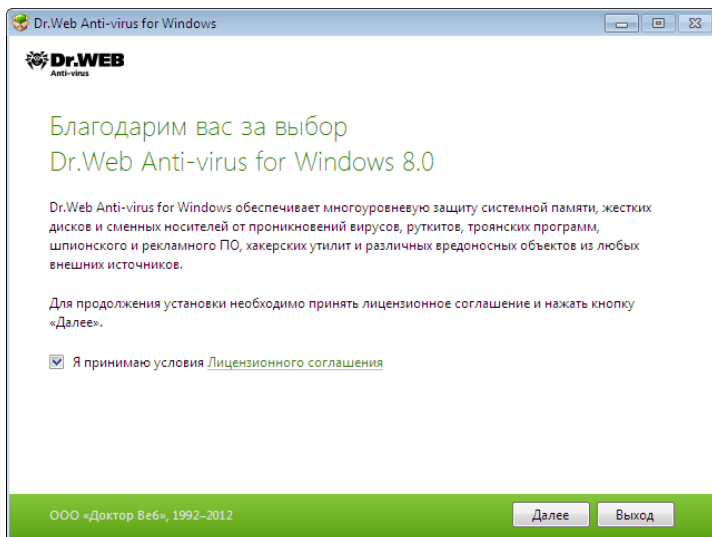 Dr.Web Anti-virus for Windows
Dr.WEB
Anti-virus
Благодарим вас за выбор
Dr.Web Anti-virus for Windows 8.0
Dr.Web Anti-virus for Windows обеспечивает многоуровневую защиту системной памяти, жестких
дисков и сменных носителей от проникновений вирусов, руткитов, троянских программ,
шпионского и рекламного ПО, хакерских утилит и различных вредоносных объектов из любых
внешних источников.
Для продолжения установки необходимо принять лицензионное соглашение и нажать кнопку
«Далее».
Я принимаю условия Лицензионного соглашения
ООО «Доктор Веб», 1992–2012
Далее
Выход